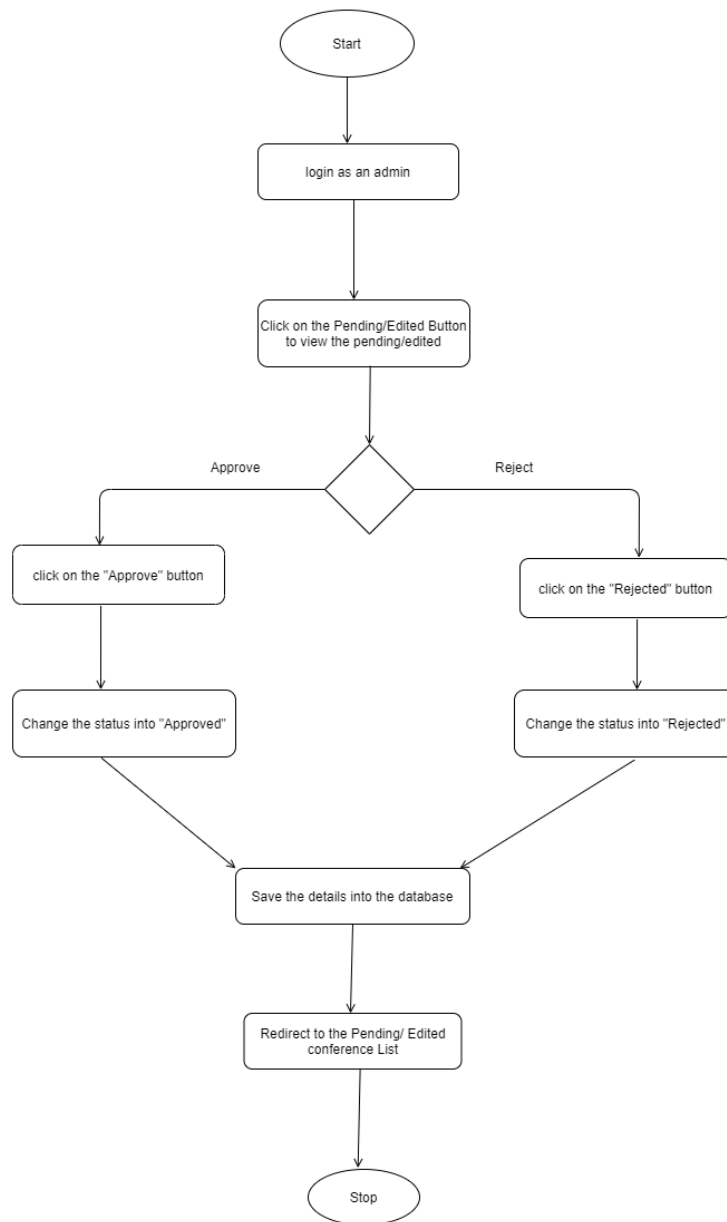 Start
login as an admin
Click on the Pending/Edited Button
to view the pending/edited
Approve
Reject
click on the "Approve" button
click on the "Rejected" button
Change the status into "Approved"
Change the status into "Rejected"
Save the details into the database
Redirect to the Pending/ Edited
conference List
Stop